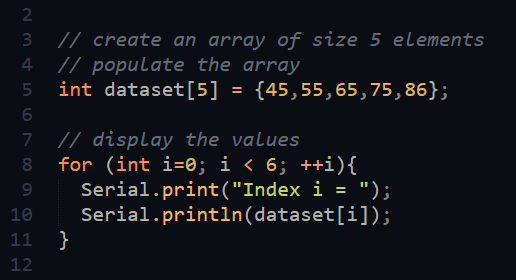 2
3 // create an array of size 5 elements
4 // populate the array
5 int dataset[5] = {45,55,65,75,86};
6
7 // display the values
8 for (int i=0; i < 6; ++i){
9   Serial.print("Index i = ");
10   Serial.println(dataset[i]);
11 }
12